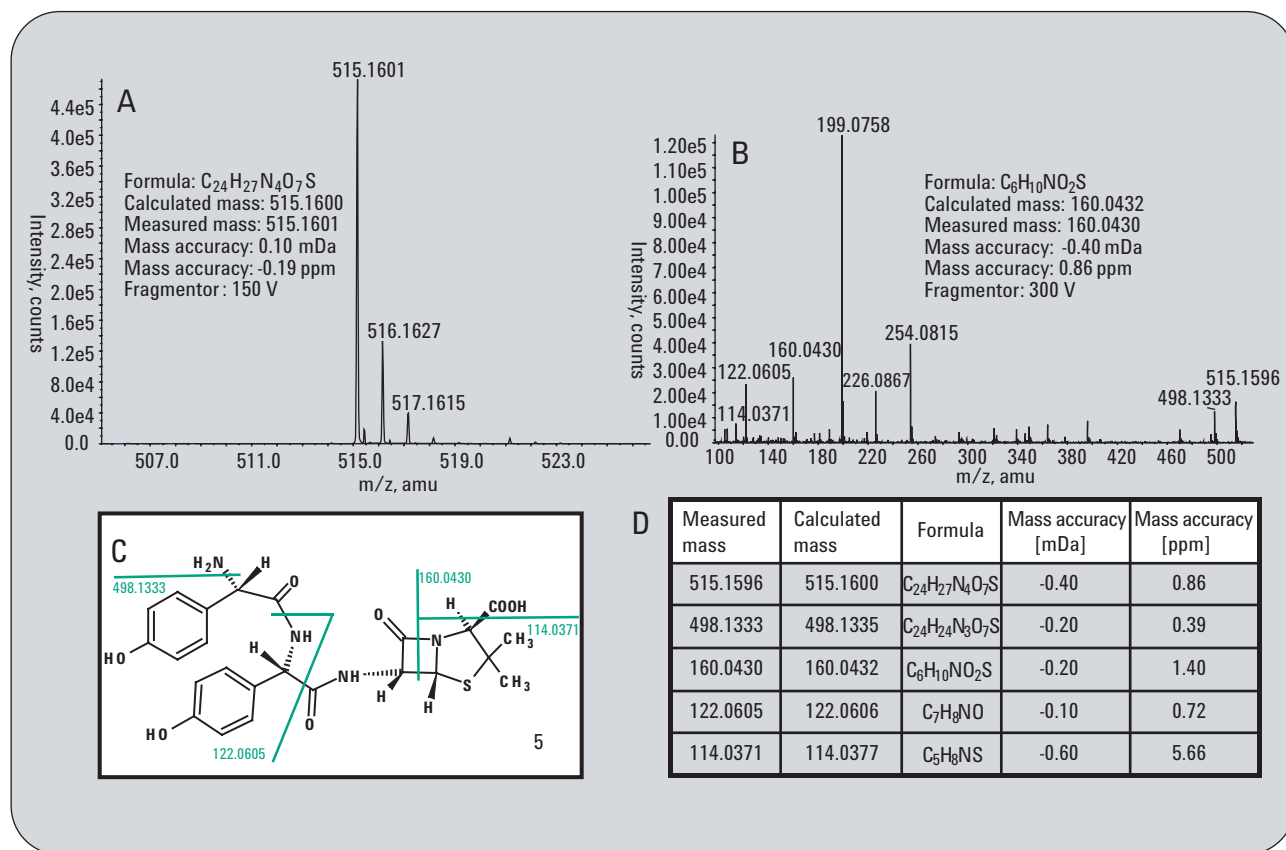 A
515.1601
4.4e5
4.0e5
3.6e5
3.2e5
2.8e5
2.4e5
2.0e5
1.6e5
1.2e5
8.0e4
4.0e4
0.0
Intensity, counts
Formula: C₂₄H₂₇N₄O₇S
Calculated mass: 515.1600
Measured mass: 515.1601
Mass accuracy: 0.10 mDa
Mass accuracy: -0.19 ppm
Fragmentor : 150 V
516.1627
517.1615
507.0 511.0 515.0 519.0 523.0
m/z, amu
B
199.0758
1.20e5
1.10e5
1.00e5
9.00e4
8.00e4
7.00e4
6.00e4
5.00e4
4.00e4
3.00e4
2.00e4
1.00e4
0.00
Intensity, counts
Formula: C₆H₁₀NO₂S
Calculated mass: 160.0432
Measured mass: 160.0430
Mass accuracy: -0.40 mDa
Mass accuracy: 0.86 ppm
Fragmentor: 300 V
254.0815
160.0430
122.0605
226.0867
515.1596
498.1333
114.0371
100 140 180 220 260 300 340 380 420 460 500
m/z, amu
C
H₂N
H
O
498.1333
160.0430
H
COOH
O
NH
N
114.0371
HO
H
CH₃
NH
S
CH₃
H
H
O
HO
122.0605
5
D
Measured mass Calculated mass Formula Mass accuracy [mDa] Mass accuracy [ppm]
515.1596 515.1600 C₂₄H₂₇N₄O₇S -0.40 0.86
498.1333 498.1335 C₂₄H₂₄N₃O₇S -0.20 0.39
160.0430 160.0432 C₆H₁₀NO₂S -0.20 1.40
122.0605 122.0606 C₇H₈NO -0.10 0.72
114.0371 114.0377 C₅H₈NS -0.60 5.66